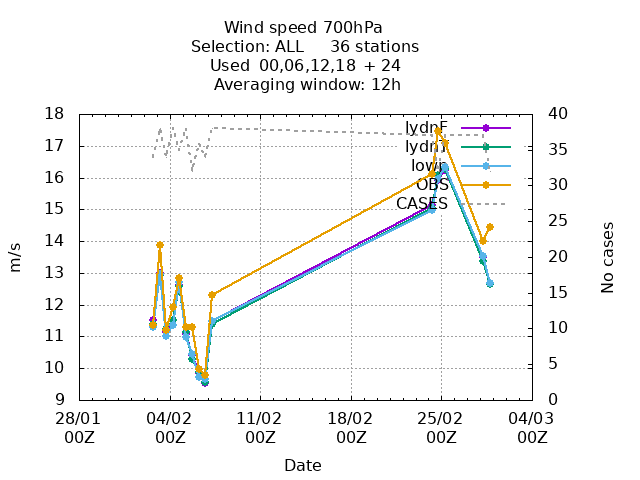 Wind speed 700hPa
Selection: ALL     36 stations
Used  00,06,12,18 + 24
Averaging window: 12h
m/s
18
17
16
15
14
13
12
11
10
9
40
35
30
25
20
15
10
5
0
No cases
OBS
CASES
28/01 04/02 11/02 18/02 25/02 04/03
00Z 00Z 00Z 00Z 00Z 00Z
Date